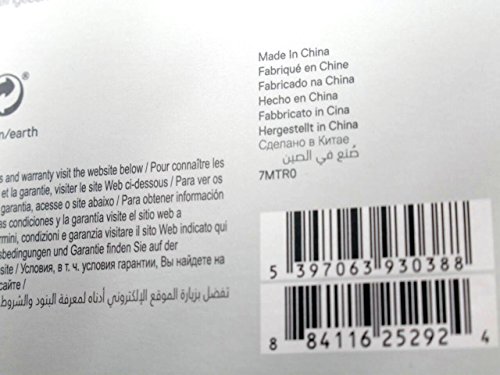 ®
/earth
Made In China
Fabriqué en Chine
Fabricado na China
Hecho en China
Fabbricato in Cina
Hergestellt in China
Сделано в Китае
صُنع في الصين
7MTR0
s and warranty visit the website below / Pour connaître les
et la garantie, visiter le site Web ci-dessous / Para ver os
garantia, acesse o site abaixo / Para obtener información
as condiciones y la garantía visite el sitio web a
rmini, condizioni e garanzia visitare il sito Web indicato qui
sbedingungen und Garantie finden Sie auf der
site / Условия, в т. ч. условия гарантии, Вы найдете на
сайте /
تفضل بزيارة الموقع الإلكتروني أدناه لمعرفة البنود والشروط
5 397063 930388
8 84116 25292 4